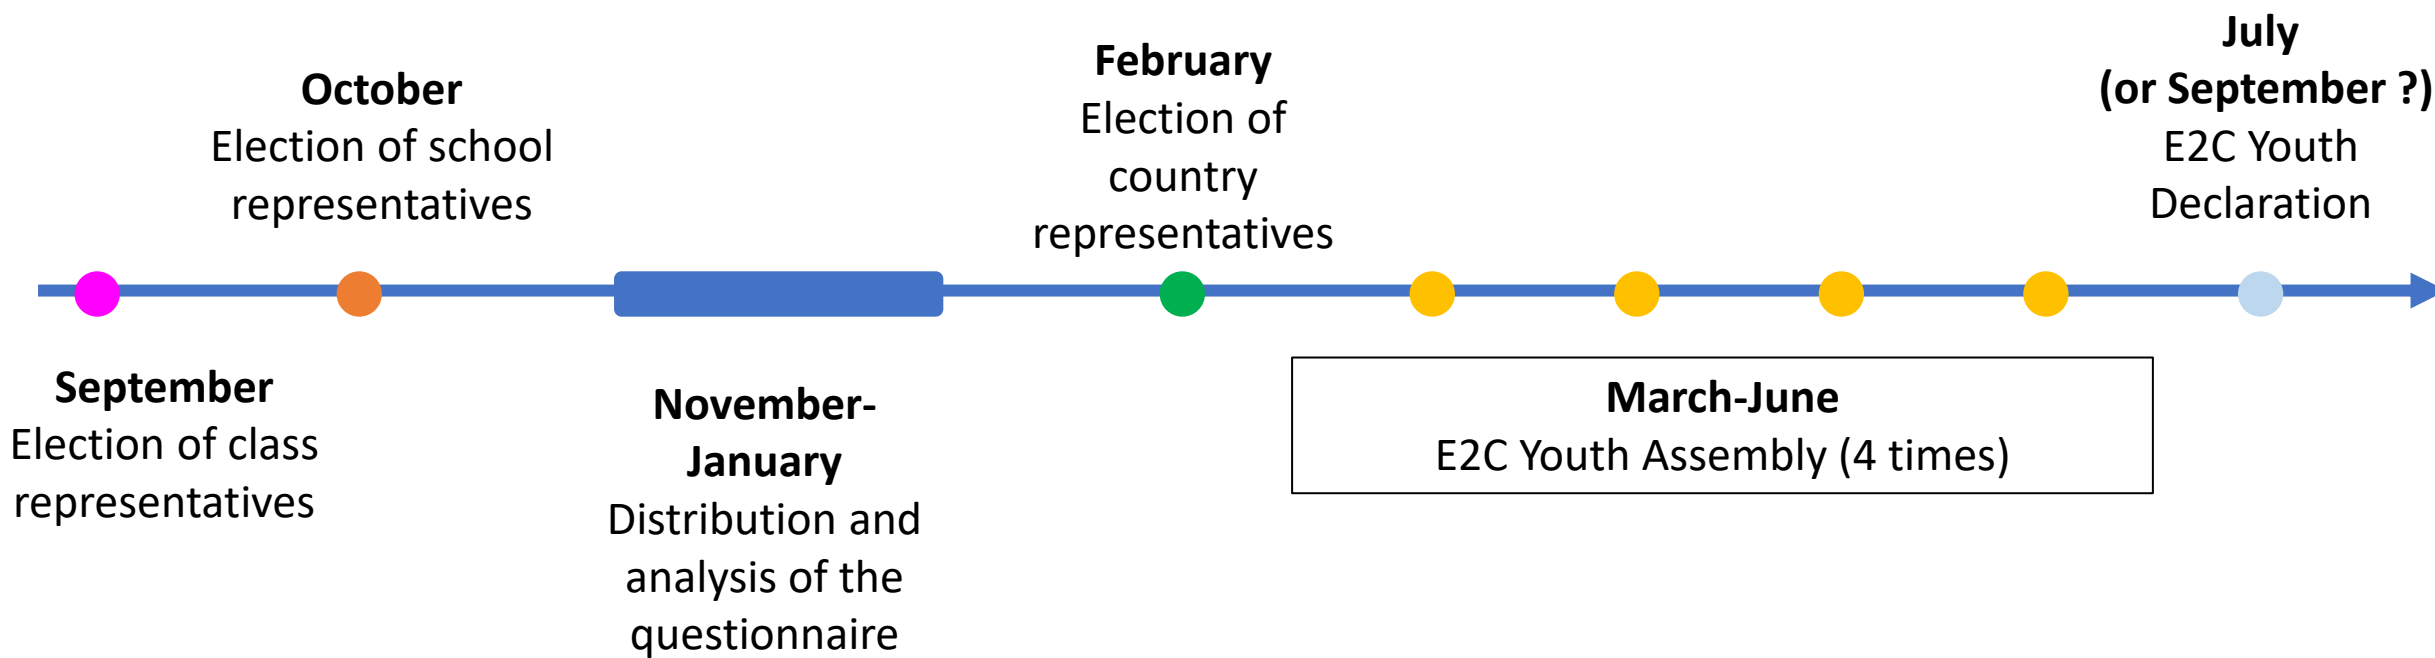 September
Election of class
representatives
October
Election of school
representatives
November-
January
Distribution and
analysis of the
questionnaire
February
Election of
country
representatives
March-June
E2C Youth Assembly (4 times)
July
(or September ?)
E2C Youth
Declaration